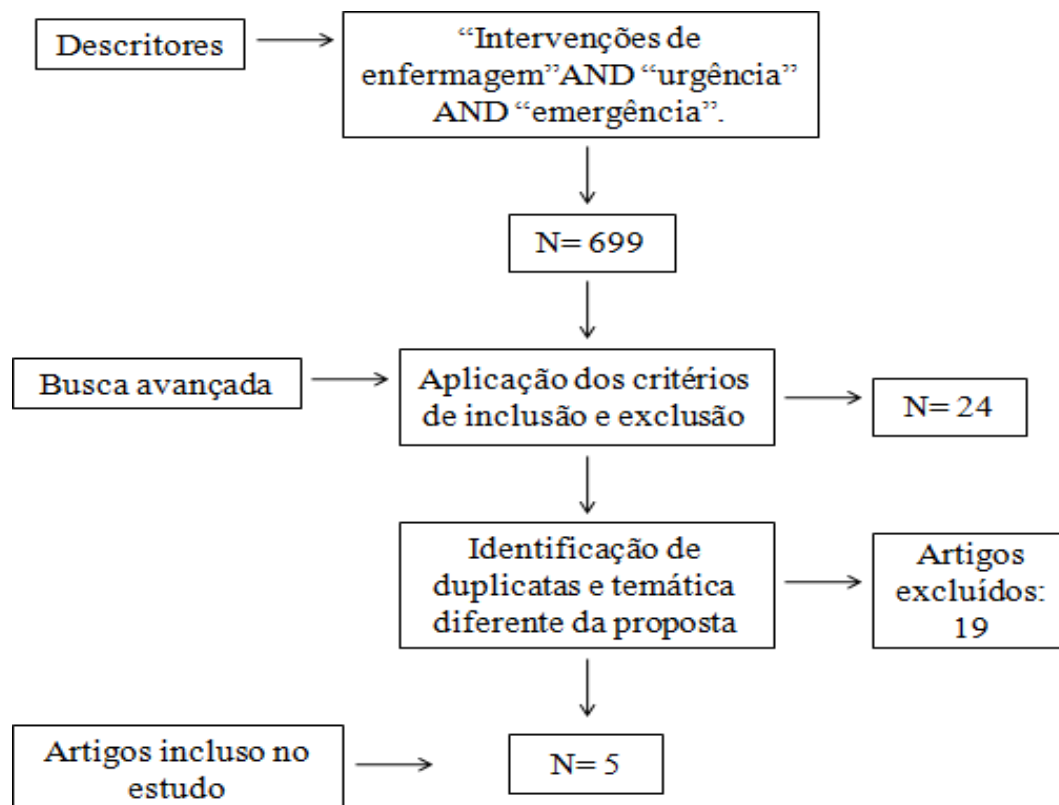 Descritores
“Intervenções de
enfermagem”AND “urgência”
AND “emergência”.
N= 699
Busca avançada
Aplicação dos critérios
de inclusão e exclusão
N= 24
Identificação de
duplicatas e temática
diferente da proposta
Artigos
excluídos:
19
Artigos incluso no
estudo
N= 5